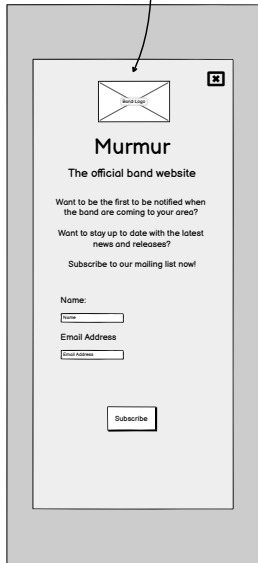 Band Logo
Murmur
The official band website
Want to be the first to be notified when
the band are coming to your area?
Want to stay up to date with the latest
news and releases?
Subscribe to our mailing list now!
Name:
Name
Email Address
Email Address
Subscribe